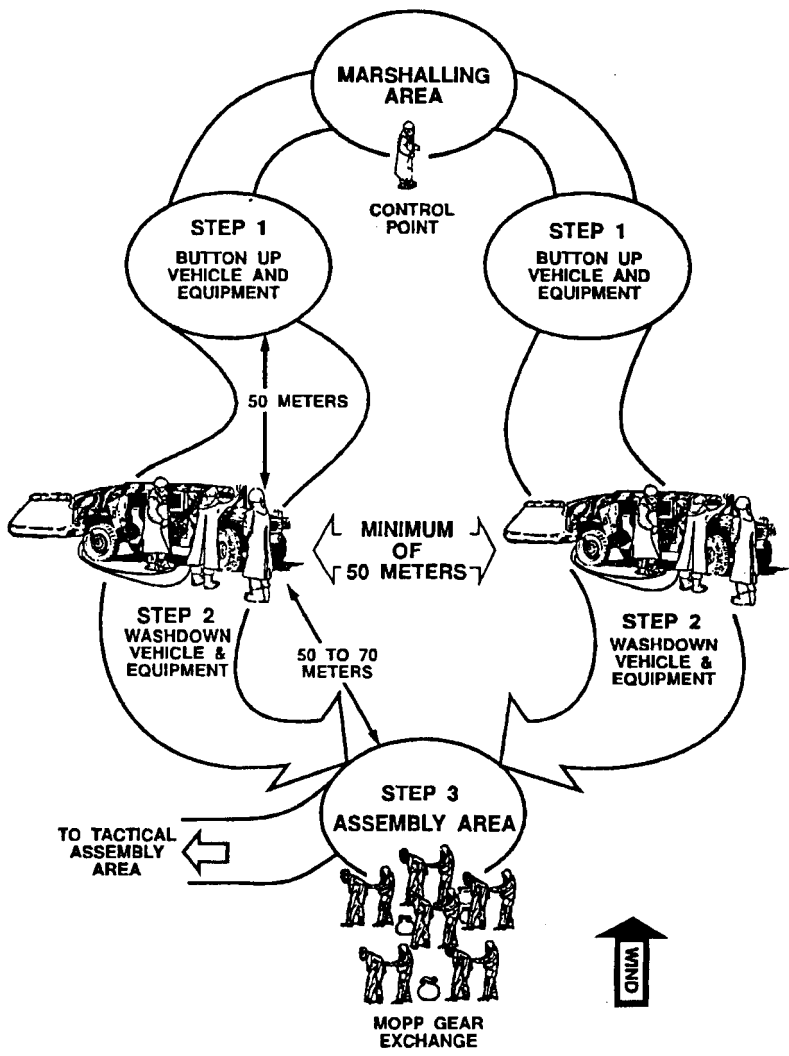 MARSHALLING
AREA
CONTROL
POINT
STEP 1
BUTTON UP
VEHICLE AND
EQUIPMENT
STEP 1
BUTTON UP
VEHICLE AND
EQUIPMENT
50 METERS
MINIMUM
OF
50 METERS
STEP 2
WASHDOWN
VEHICLE &
EQUIPMENT
50 TO 70
METERS
STEP 2
WASHDOWN
VEHICLE &
EQUIPMENT
STEP 3
ASSEMBLY AREA
TO TACTICAL
ASSEMBLY
AREA
WIND
MOPP GEAR
EXCHANGE